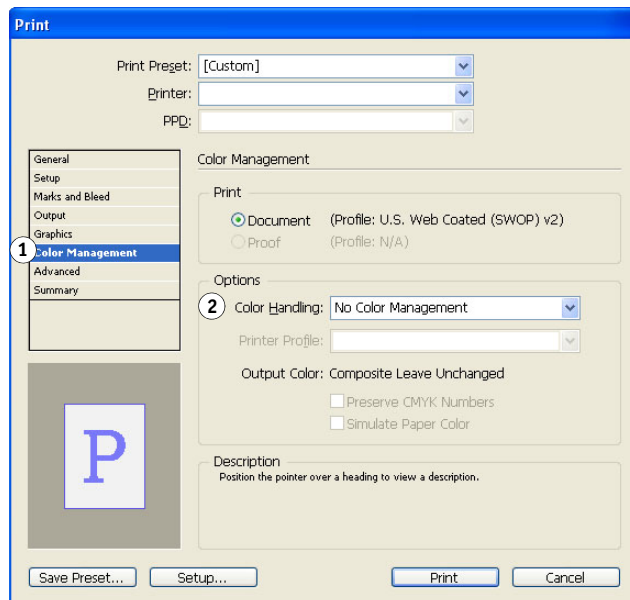 Print
Print Preset: [Custom]
Printer:
PPD:
General
Setup
Marks and Bleed
Output
Graphics
1 Color Management
Advanced
Summary
Color Management
Print
Document (Profile: U.S. Web Coated (SWOP) v2)
Proof (Profile: N/A)
Options
2 Color Handling: No Color Management
Printer Profile:
Output Color: Composite Leave Unchanged
Preserve CMYK Numbers
Simulate Paper Color
P
Description
Position the pointer over a heading to view a description.
Save Preset... Setup... Print Cancel